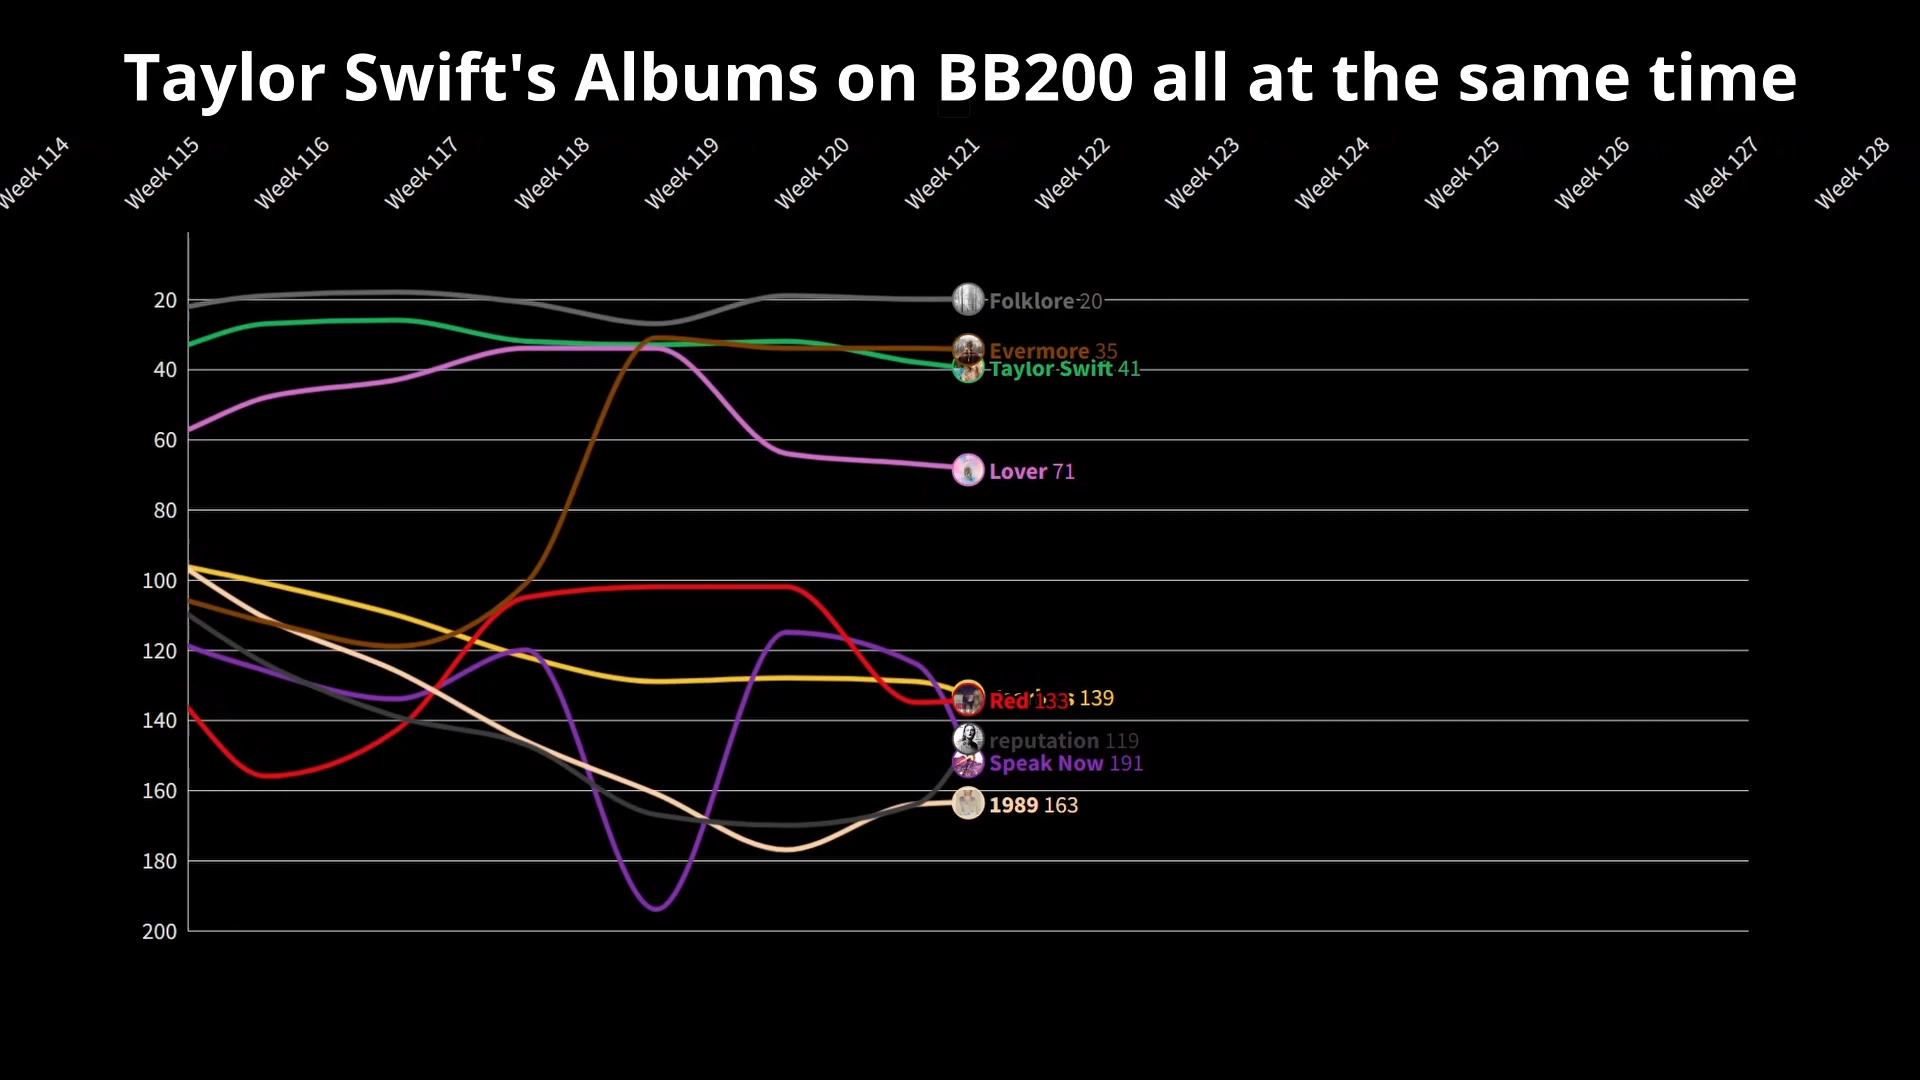 Taylor Swift's Albums on BB200 all at the same time
Week 114
Week 115
Week 116
Week 117
Week 118
Week 119
Week 120
Week 121
Week 122
Week 123
Week 124
Week 125
Week 126
Week 127
Week 128
20
40
60
80
100
120
140
160
180
200
Folklore 20
Evermore 35
Taylor Swift 41
Lover 71
139
Red 133
reputation 119
Speak Now 191
1989 163